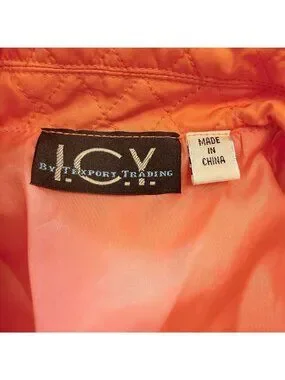 I.C.Y.
BY TEXPORT TRADING
MADE
IN
CHINA